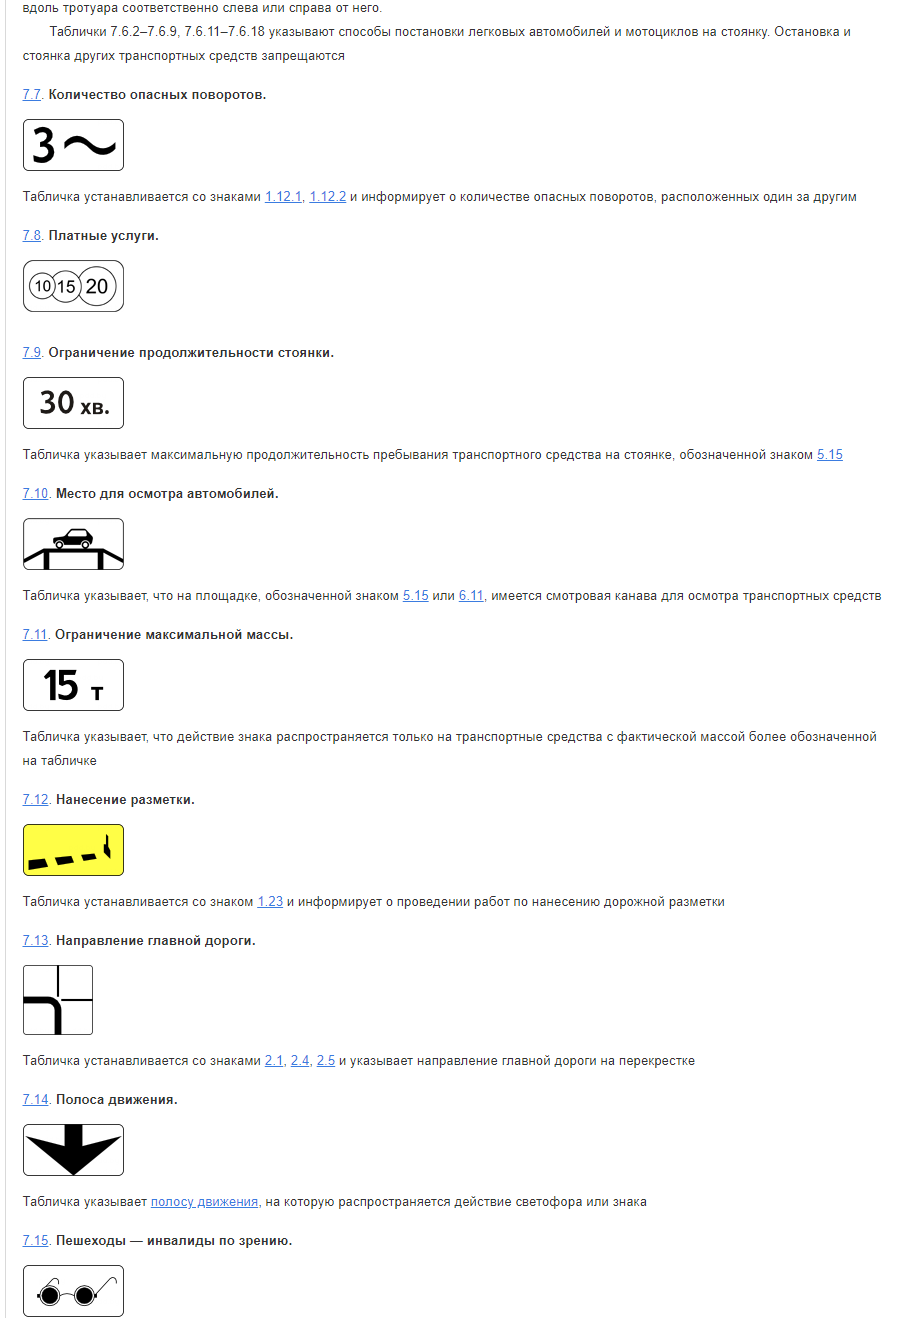 вдоль тротуара соответственно слева или справа от него.
Таблички 7.6.2–7.6.9, 7.6.11–7.6.18 указывают способы постановки легковых автомобилей и мотоциклов на стоянку. Остановка и
стоянка других транспортных средств запрещаются
7.7. Количество опасных поворотов.
3
Табличка устанавливается со знаками 1.12.1, 1.12.2 и информирует о количестве опасных поворотов, расположенных один за другим
7.8. Платные услуги.
10 15 20
7.9. Ограничение продолжительности стоянки.
30 хв.
Табличка указывает максимальную продолжительность пребывания транспортного средства на стоянке, обозначенной знаком 5.15
7.10. Место для осмотра автомобилей.
Табличка указывает, что на площадке, обозначенной знаком 5.15 или 6.11, имеется смотровая канава для осмотра транспортных средств
7.11. Ограничение максимальной массы.
15 т
Табличка указывает, что действие знака распространяется только на транспортные средства с фактической массой более обозначенной
на табличке
7.12. Нанесение разметки.
Табличка устанавливается со знаком 1.23 и информирует о проведении работ по нанесению дорожной разметки
7.13. Направление главной дороги.
Табличка устанавливается со знаками 2.1, 2.4, 2.5 и указывает направление главной дороги на перекрестке
7.14. Полоса движения.
Табличка указывает полосу движения, на которую распространяется действие светофора или знака
7.15. Пешеходы — инвалиды по зрению.